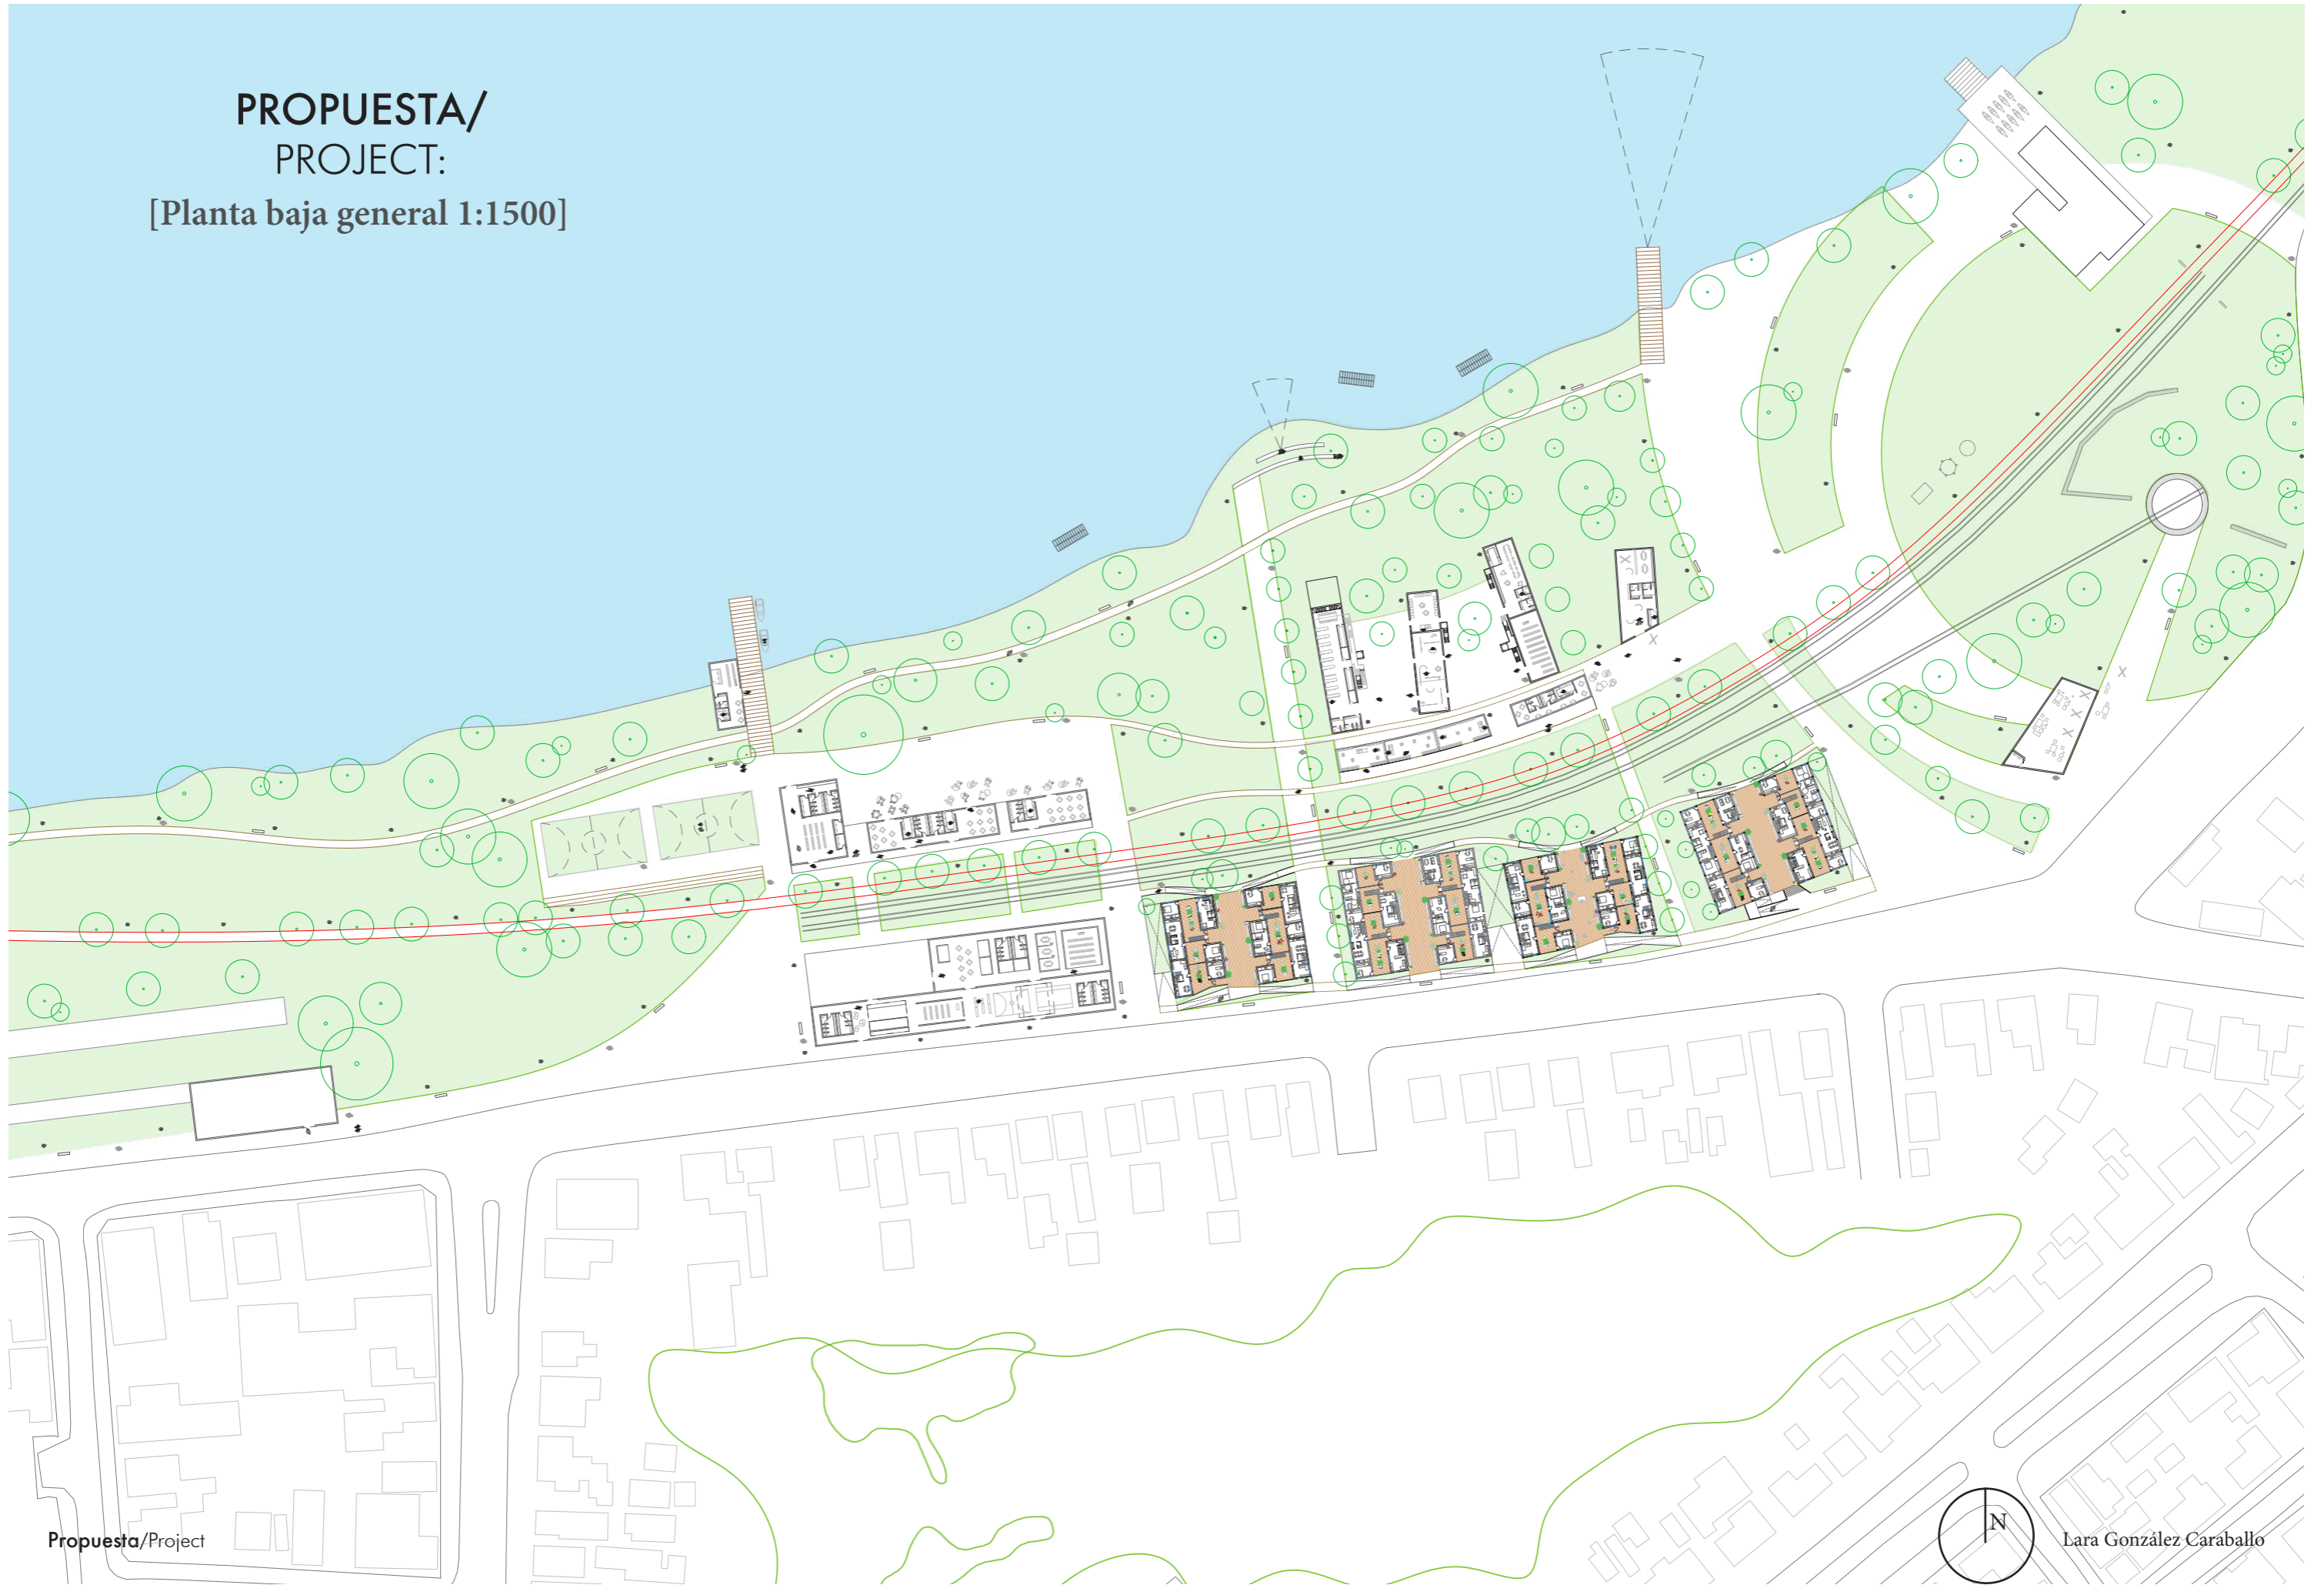 PROPUESTA/
PROJECT:
[Planta baja general 1:1500]
Propuesta/Project
N
Lara González Caraballo